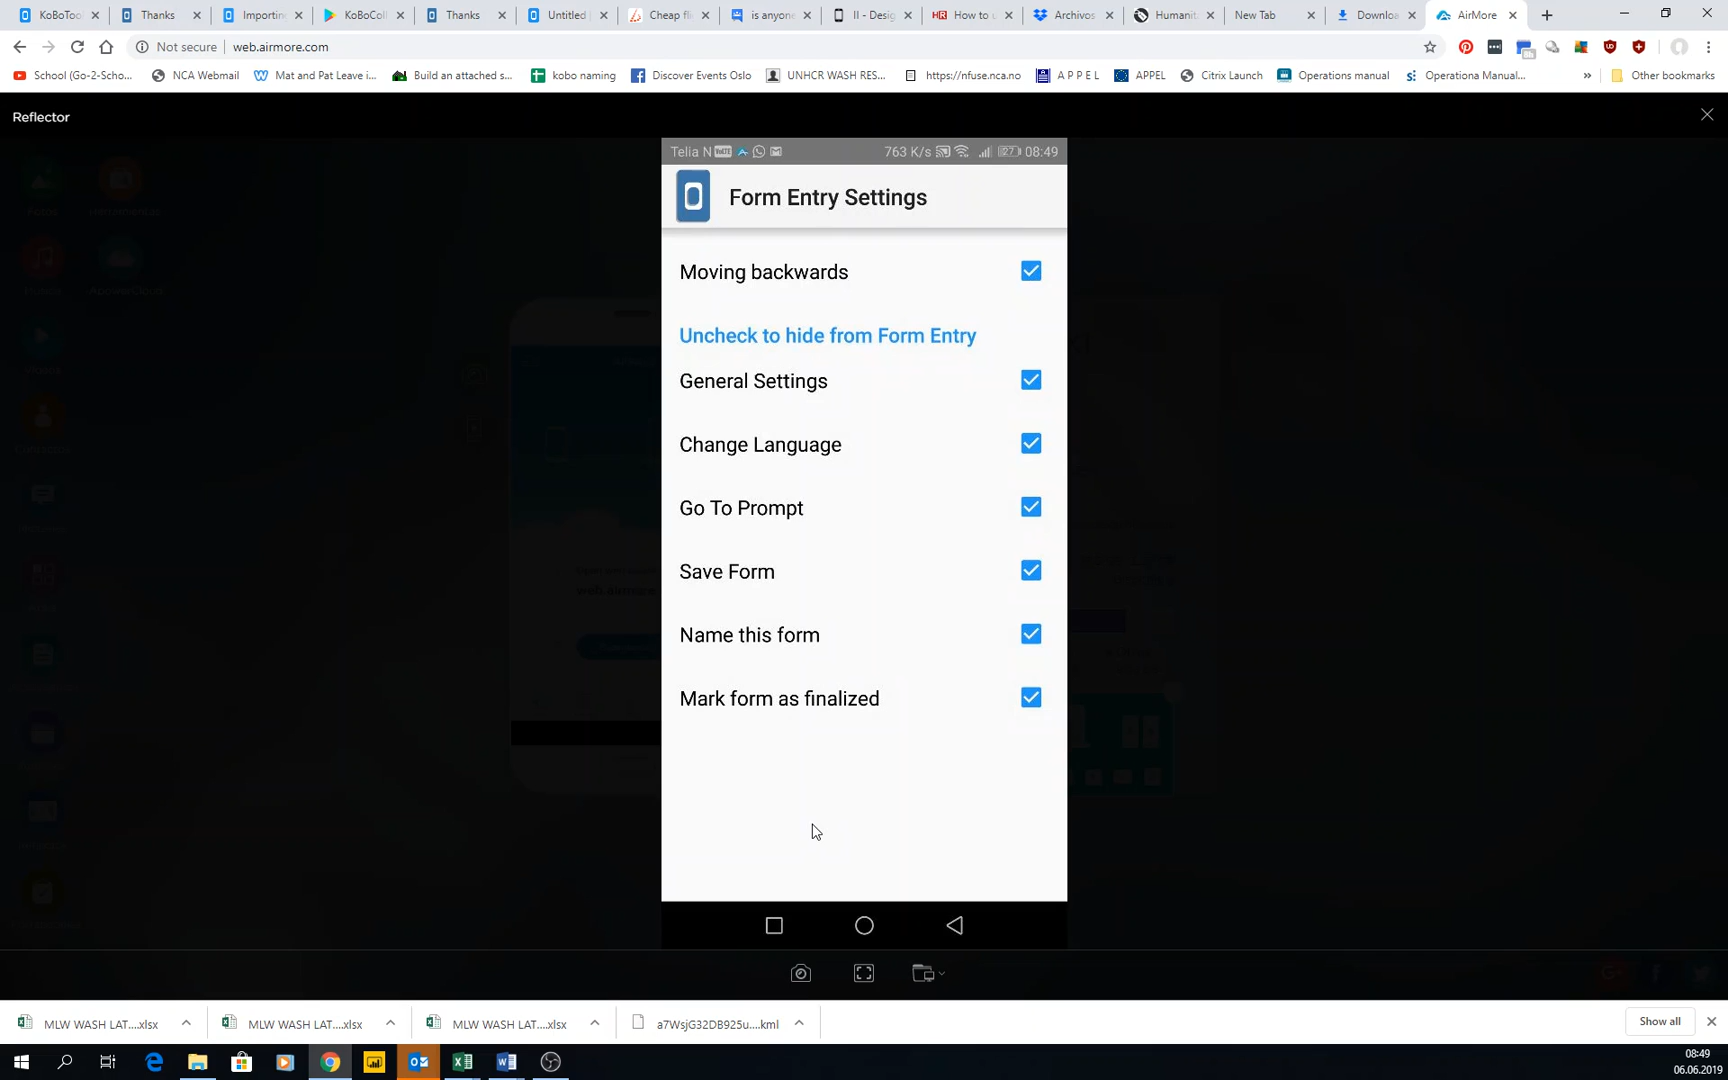 KoBoToo
Thanks
Importing
KoBoColl
Thanks
Untitled
Cheap fli
is anyone
II - Desig
How to u
Archivos
Humanit
New Tab
Downloa
AirMore
Not secure web.airmore.com
School (Go-2-Scho...
NCA Webmail
Mat and Pat Leave i...
Build an attached s...
kobo naming
Discover Events Oslo
UNHCR WASH RES...
https://nfuse.nca.no
A P P E L
APPEL
Citrix Launch
Operations manual
Operationa Manual...
»
Other bookmarks
Reflector
Telia N 763 K/s 27 08:49
Form Entry Settings
Moving backwards
Uncheck to hide from Form Entry
General Settings
Change Language
Go To Prompt
Save Form
Name this form
Mark form as finalized
MLW WASH LAT....xlsx
MLW WASH LAT....xlsx
MLW WASH LAT....xlsx
a7WsjG32DB925u....kml
Show all
08:49
06.06.2019